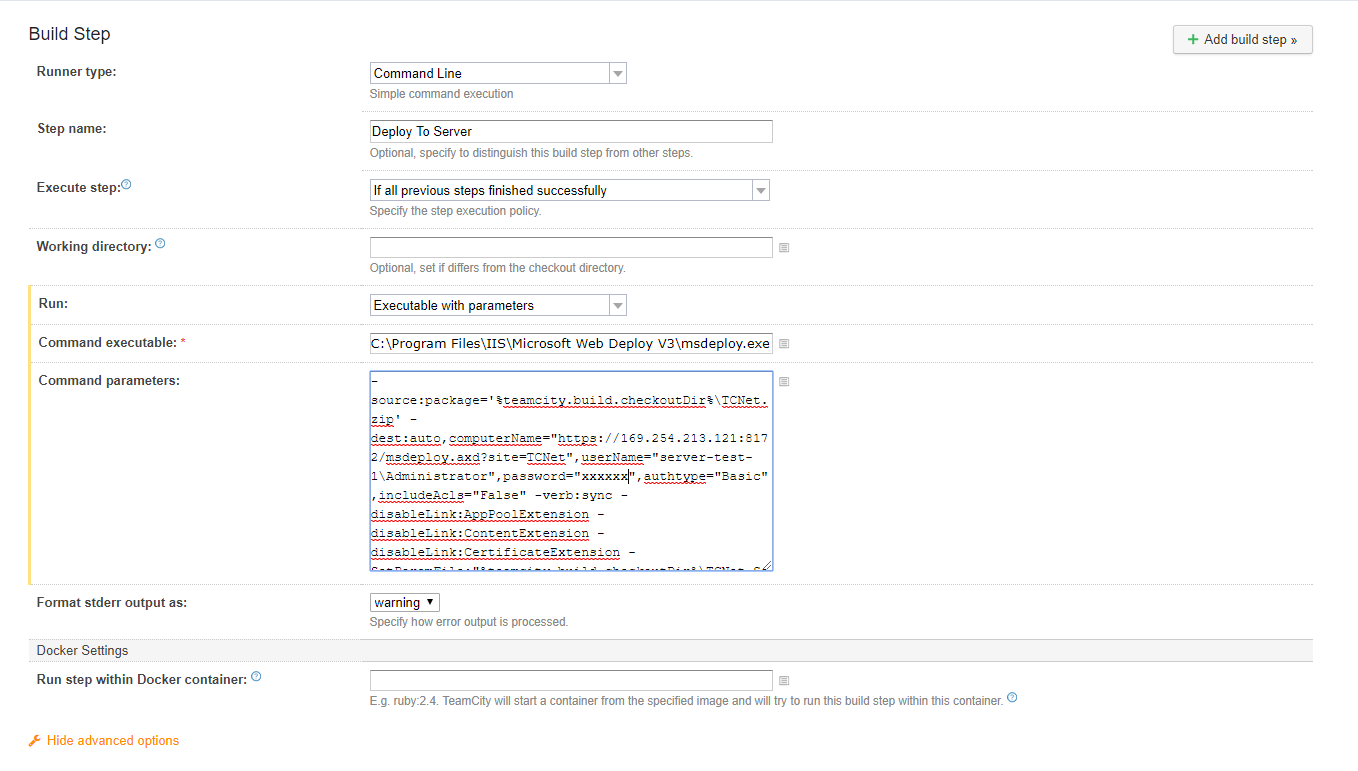 Build Step
+ Add build step »
Runner type:
Command Line
Simple command execution
Step name:
Deploy To Server
Optional, specify to distinguish this build step from other steps.
Execute step:
If all previous steps finished successfully
Specify the step execution policy.
Working directory:
Optional, set if differs from the checkout directory.
Run:
Executable with parameters
Command executable: *
C:\Program Files\IIS\Microsoft Web Deploy V3\msdeploy.exe
Command parameters:
-
source:package='%teamcity.build.checkoutDir%\TCNet.
zip' -
dest:auto,computerName="https://169.254.213.121:817
2/msdeploy.axd?site=TCNet",userName="server-test-
1\Administrator",password="xxxxxx",authtype="Basic"
,includeAcls="False" -verb:sync -
disableLink:AppPoolExtension -
disableLink:ContentExtension -
disableLink:CertificateExtension -
Format stderr output as:
warning
Specify how error output is processed.
Docker Settings
Run step within Docker container:
E.g. ruby:2.4. TeamCity will start a container from the specified image and will try to run this build step within this container.
Hide advanced options